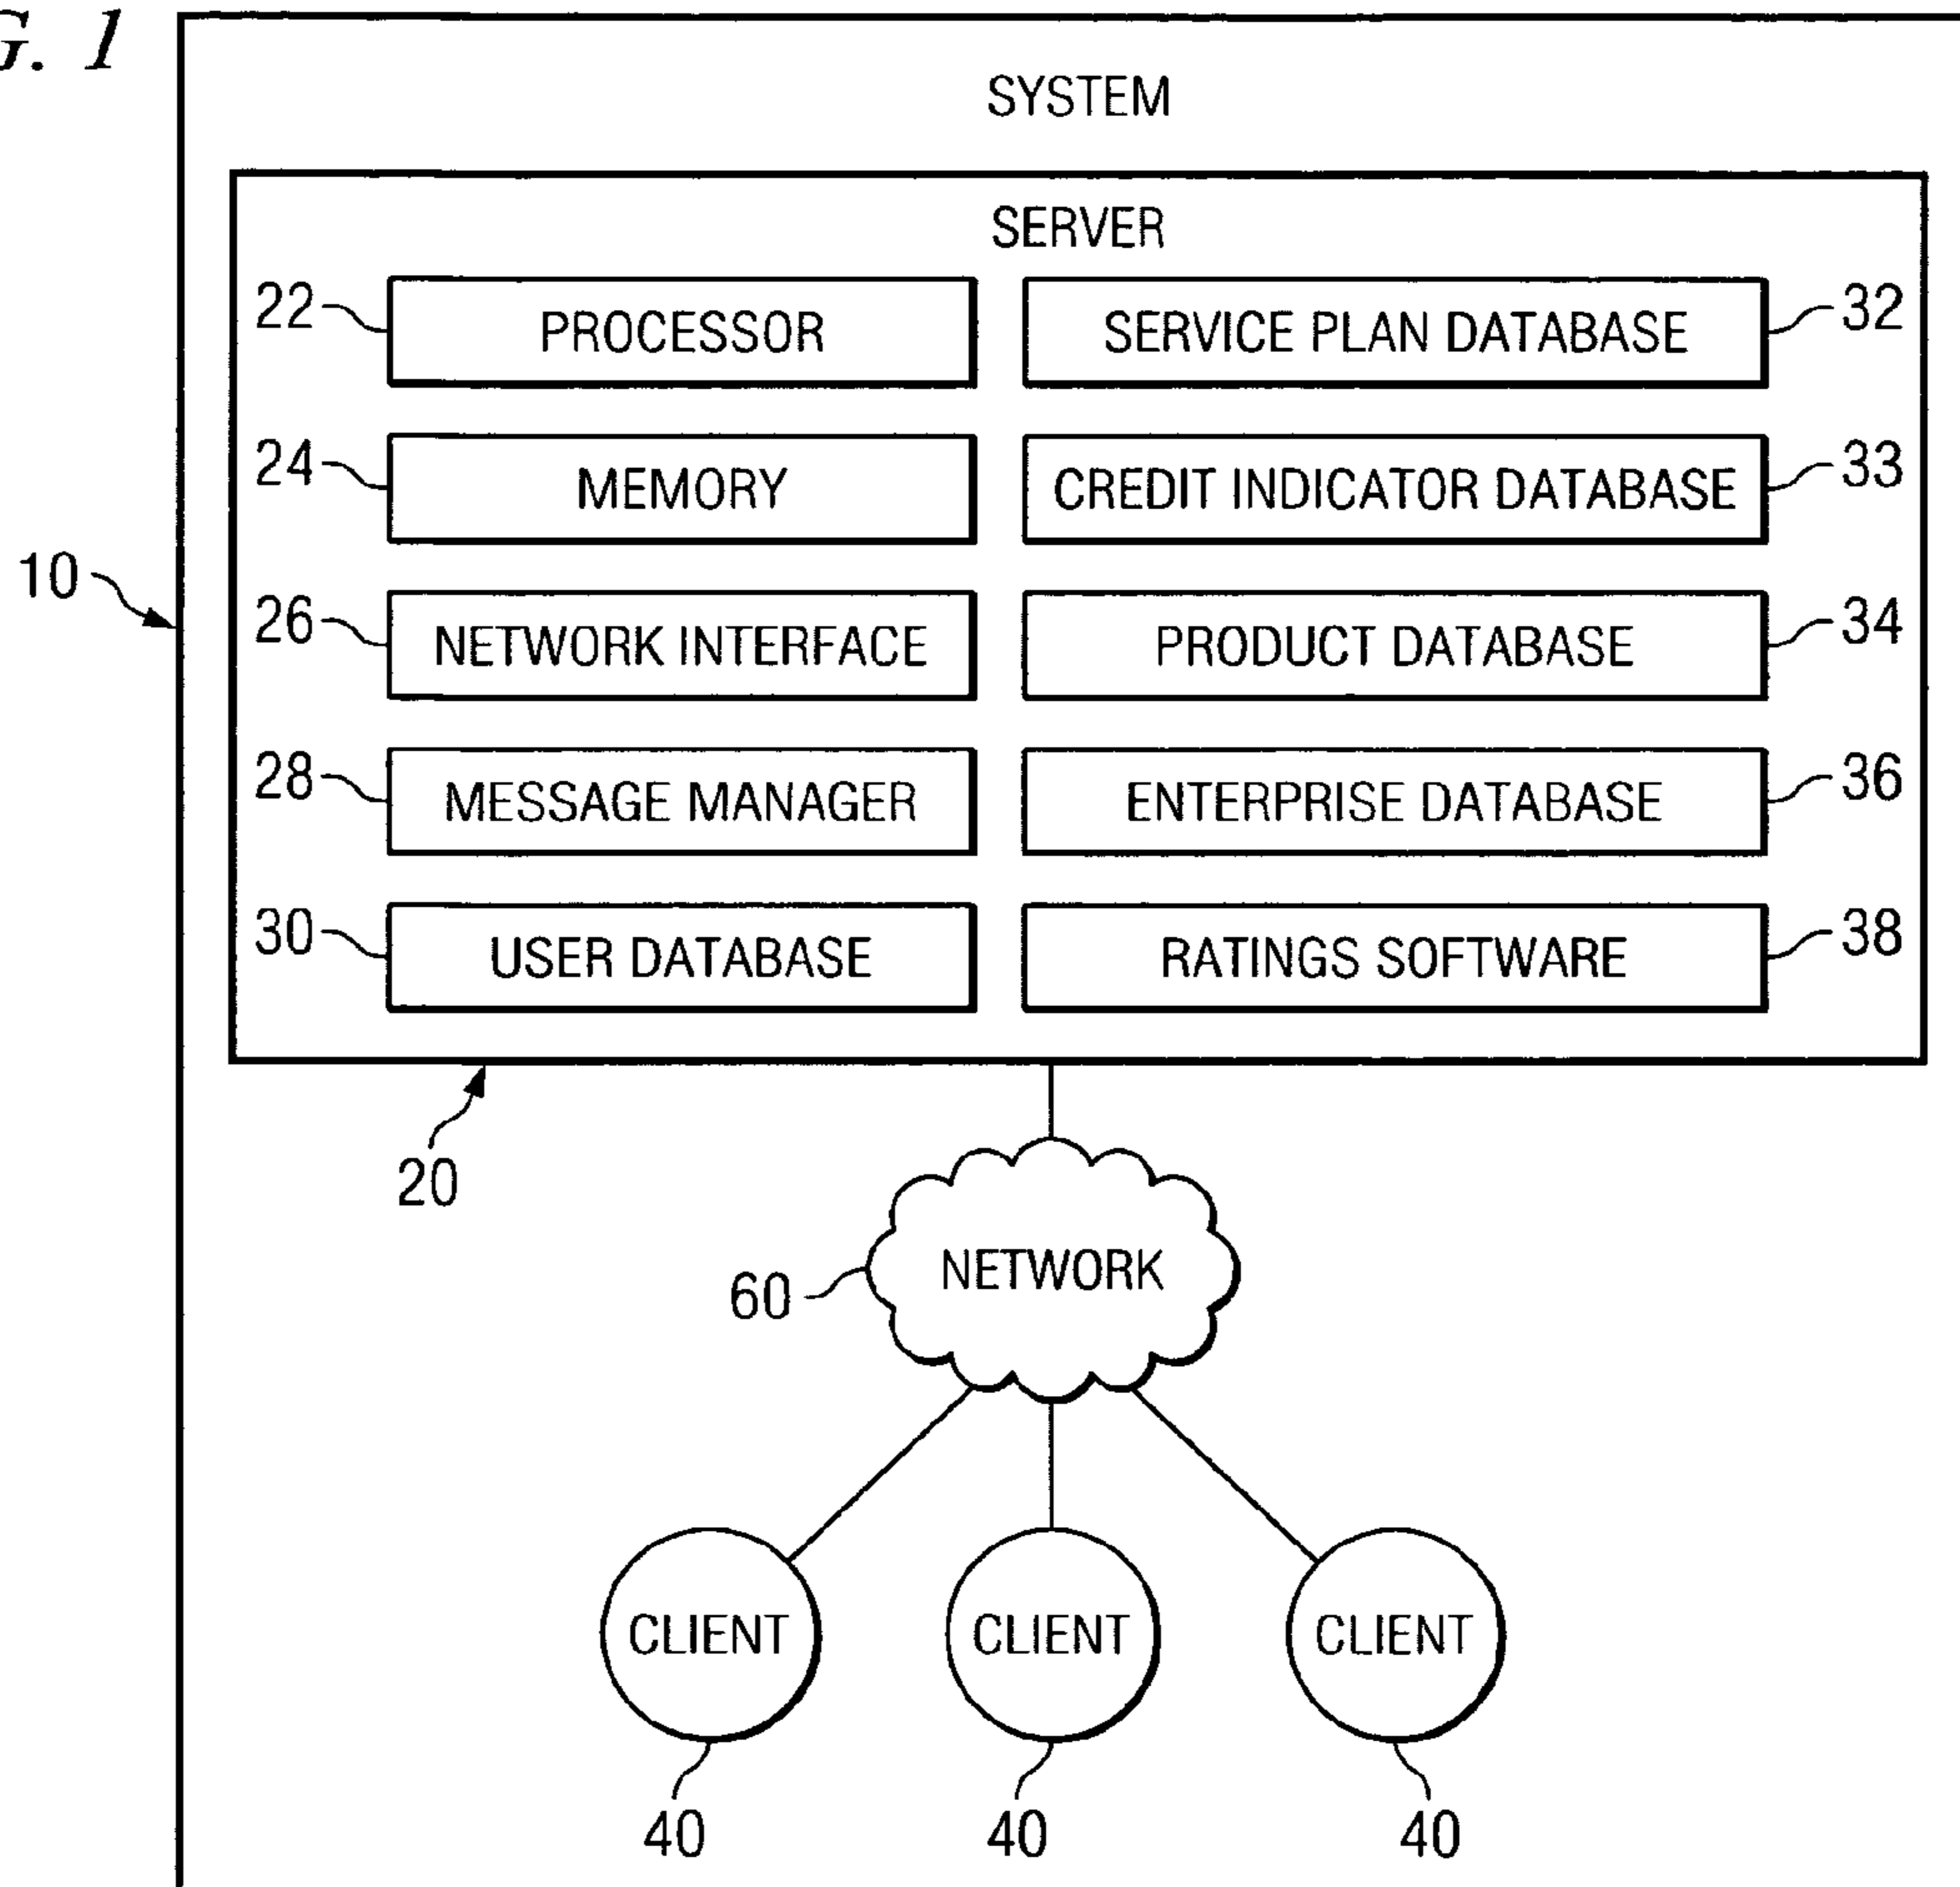 G. 1
SYSTEM
SERVER
22 PROCESSOR SERVICE PLAN DATABASE 32
24 MEMORY CREDIT INDICATOR DATABASE 33
10
26 NETWORK INTERFACE PRODUCT DATABASE 34
28 MESSAGE MANAGER ENTERPRISE DATABASE 36
30 USER DATABASE RATINGS SOFTWARE 38
20
NETWORK
60
CLIENT CLIENT CLIENT
40 40 40